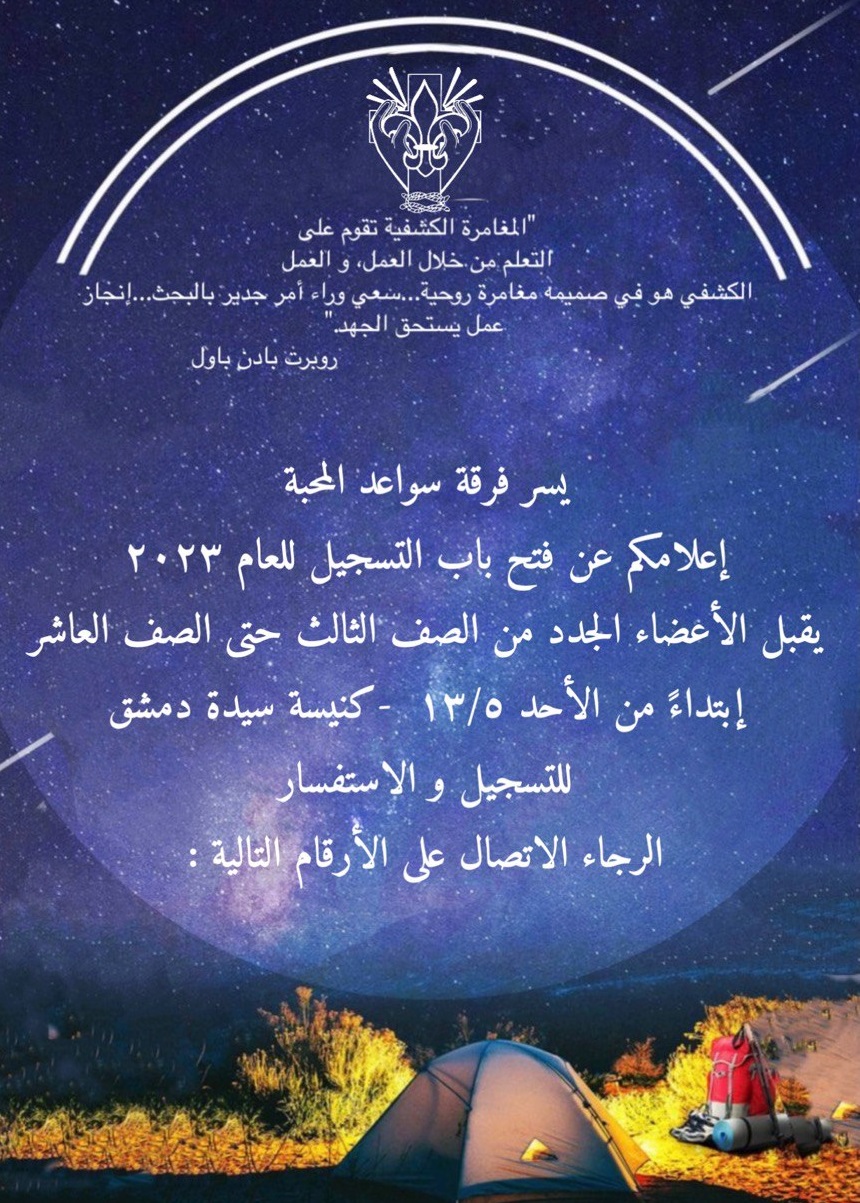 "المغامرة الكشفية تقوم على
التعلم من خلال العمل، و العمل
الكشفي هو في صميمه مغامرة روحية...سعي وراء أمر جدير بالبحث...إنجاز
عمل يستحق الجهد."
روبرت بادن باول
يسر فرقة سواعد المحبة
إعلامكم عن فتح باب التسجيل للعام ٢٠٢٣
يقبل الأعضاء الجدد من الصف الثالث حتى الصف العاشر
إبتداءً من الأحد ١٣/٥ - كنيسة سيدة دمشق
للتسجيل و الاستفسار
الرجاء الاتصال على الأرقام التالية :